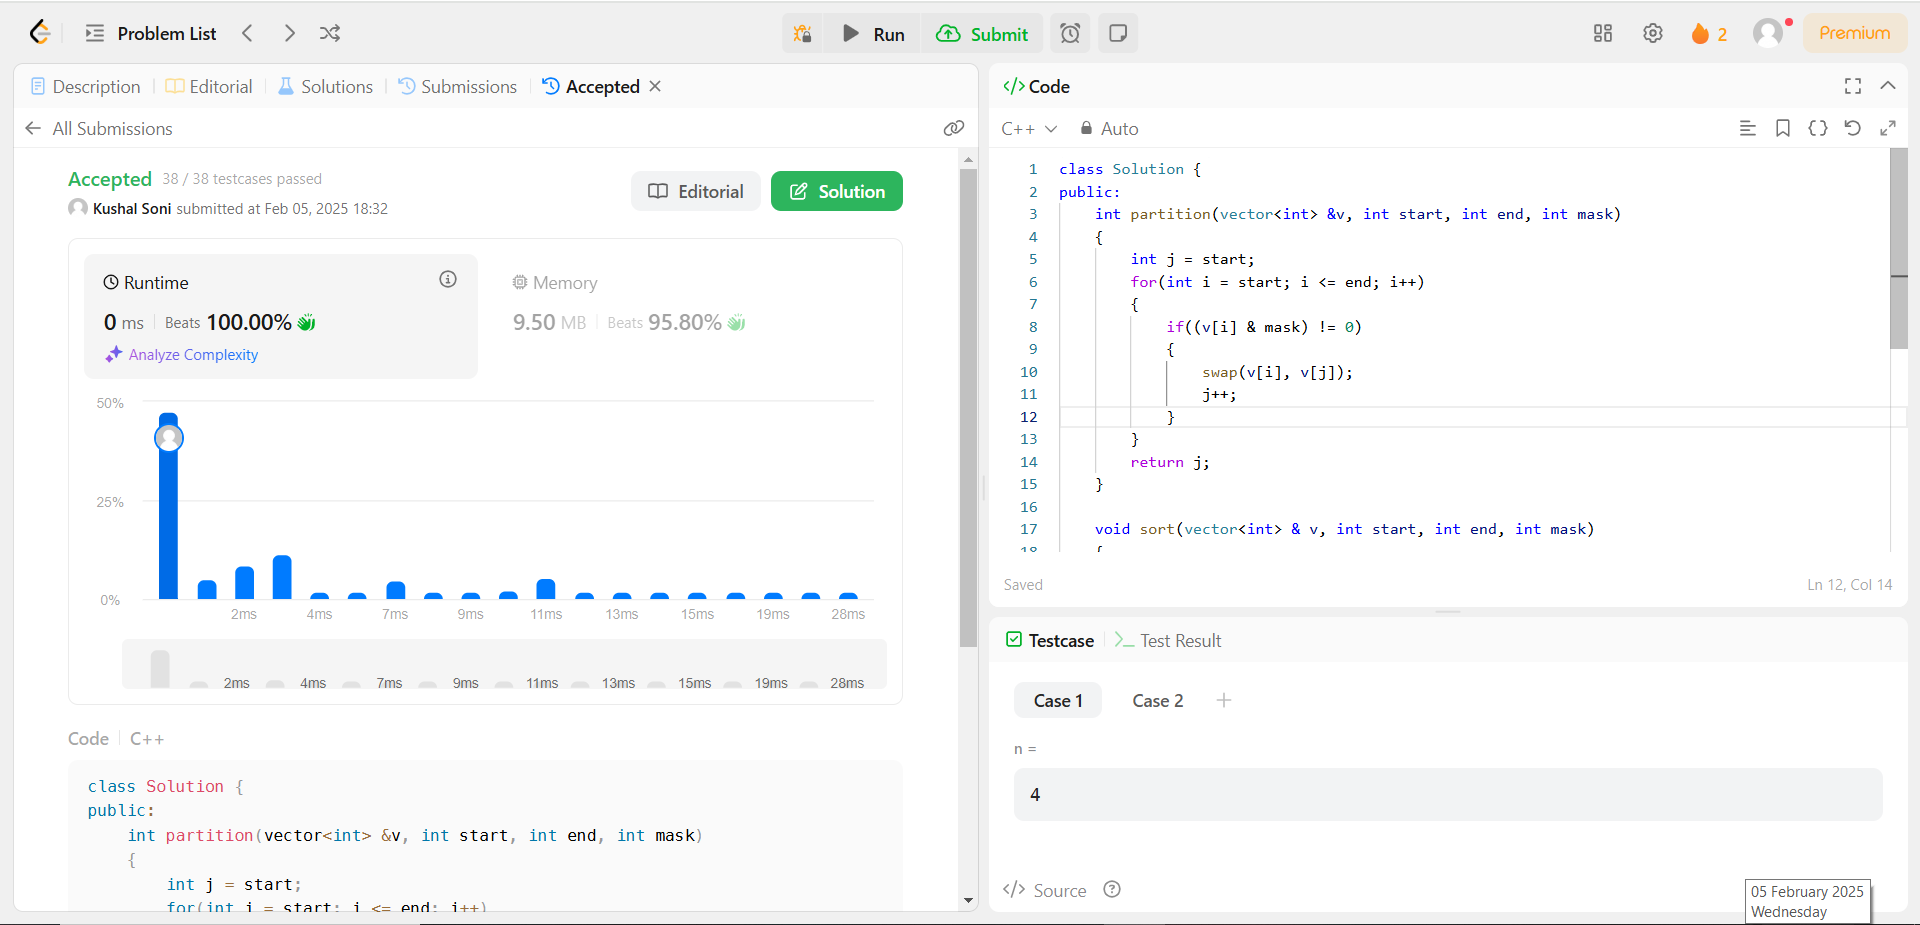 Problem List
Run
Submit
2
Premium
Description
Editorial
Solutions
Submissions
Accepted
All Submissions
Accepted 38 / 38 testcases passed
Kushal Soni submitted at Feb 05, 2025 18:32
Editorial
Solution
Runtime
0 ms Beats 100.00%
Analyze Complexity
Memory
9.50 MB Beats 95.80%
50%
25%
0%
2ms 4ms 7ms 9ms 11ms 13ms 15ms 19ms 28ms
2ms 4ms 7ms 9ms 11ms 13ms 15ms 19ms 28ms
Code C++
class Solution {
public:
    int partition(vector<int> &v, int start, int end, int mask)
    {
        int j = start;
        for(int i = start; i <= end; i++)
</> Code
C++ Auto
1 class Solution {
2 public:
3     int partition(vector<int> &v, int start, int end, int mask)
4     {
5         int j = start;
6         for(int i = start; i <= end; i++)
7         {
8             if((v[i] & mask) != 0)
9             {
10                 swap(v[i], v[j]);
11                 j++;
12             }
13         }
14         return j;
15     }
16
17     void sort(vector<int> & v, int start, int end, int mask)
18     {
Saved
Ln 12, Col 14
Testcase
Test Result
Case 1
Case 2
n =
4
</> Source
05 February 2025
Wednesday